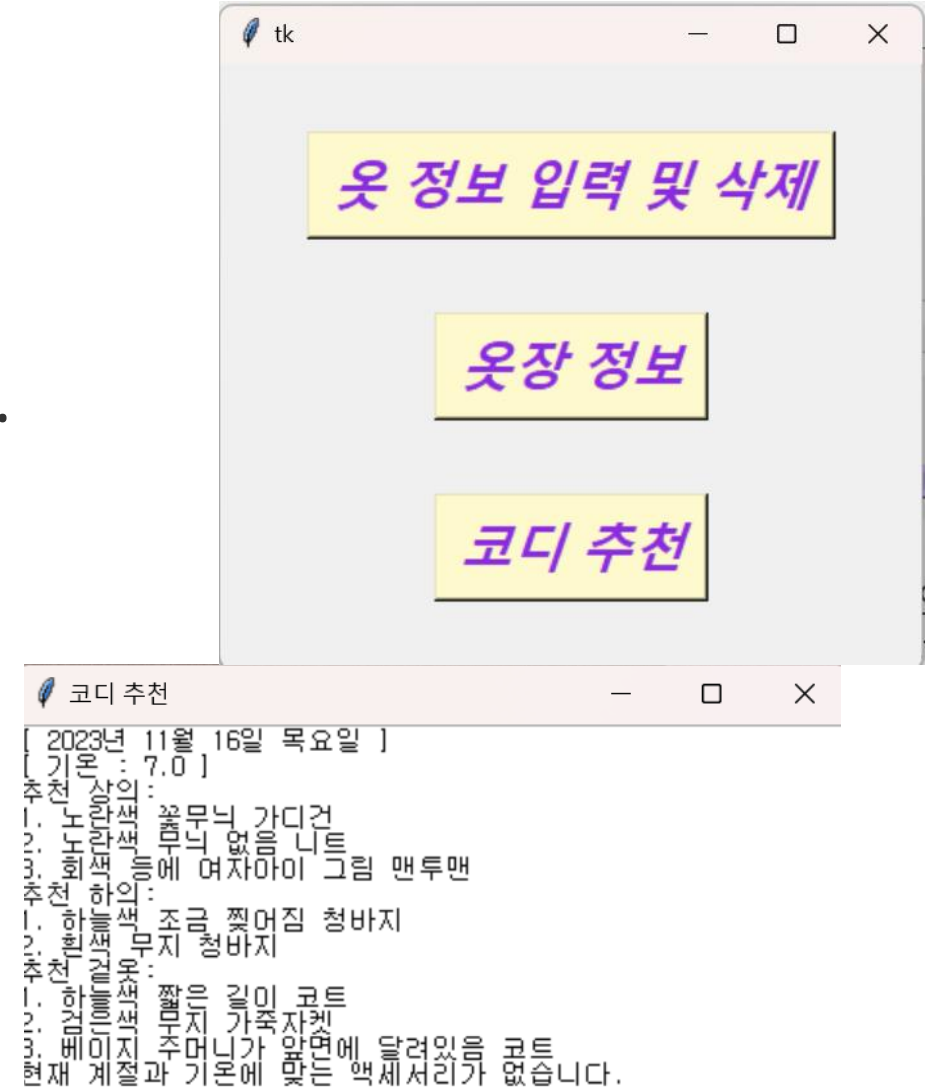 tk
옷 정보 입력 및 삭제
옷장 정보
코디 추천
코디 추천
[ 2023년 11월 16일 목요일 ]
[ 기온 : 7.0 ]
추천 상의:
1. 노란색 꽃무늬 가디건
2. 노란색 무늬 없음 니트
3. 회색 등에 여자아이 그림 맨투맨
추천 하의:
1. 하늘색 조금 찢어짐 청바지
2. 흰색 무지 청바지
추천 겉옷:
1. 하늘색 짧은 길이 코트
2. 검은색 무지 가죽자켓
3. 베이지 주머니가 앞면에 달려있음 코트
현재 계절과 기온에 맞는 액세서리가 없습니다.